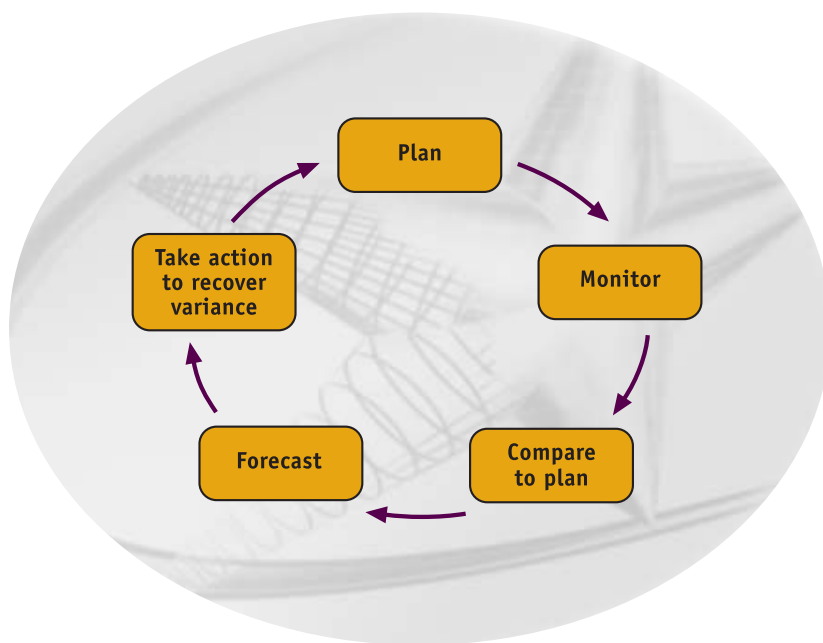 Plan
Monitor
Compare
to plan
Forecast
Take action
to recover
variance